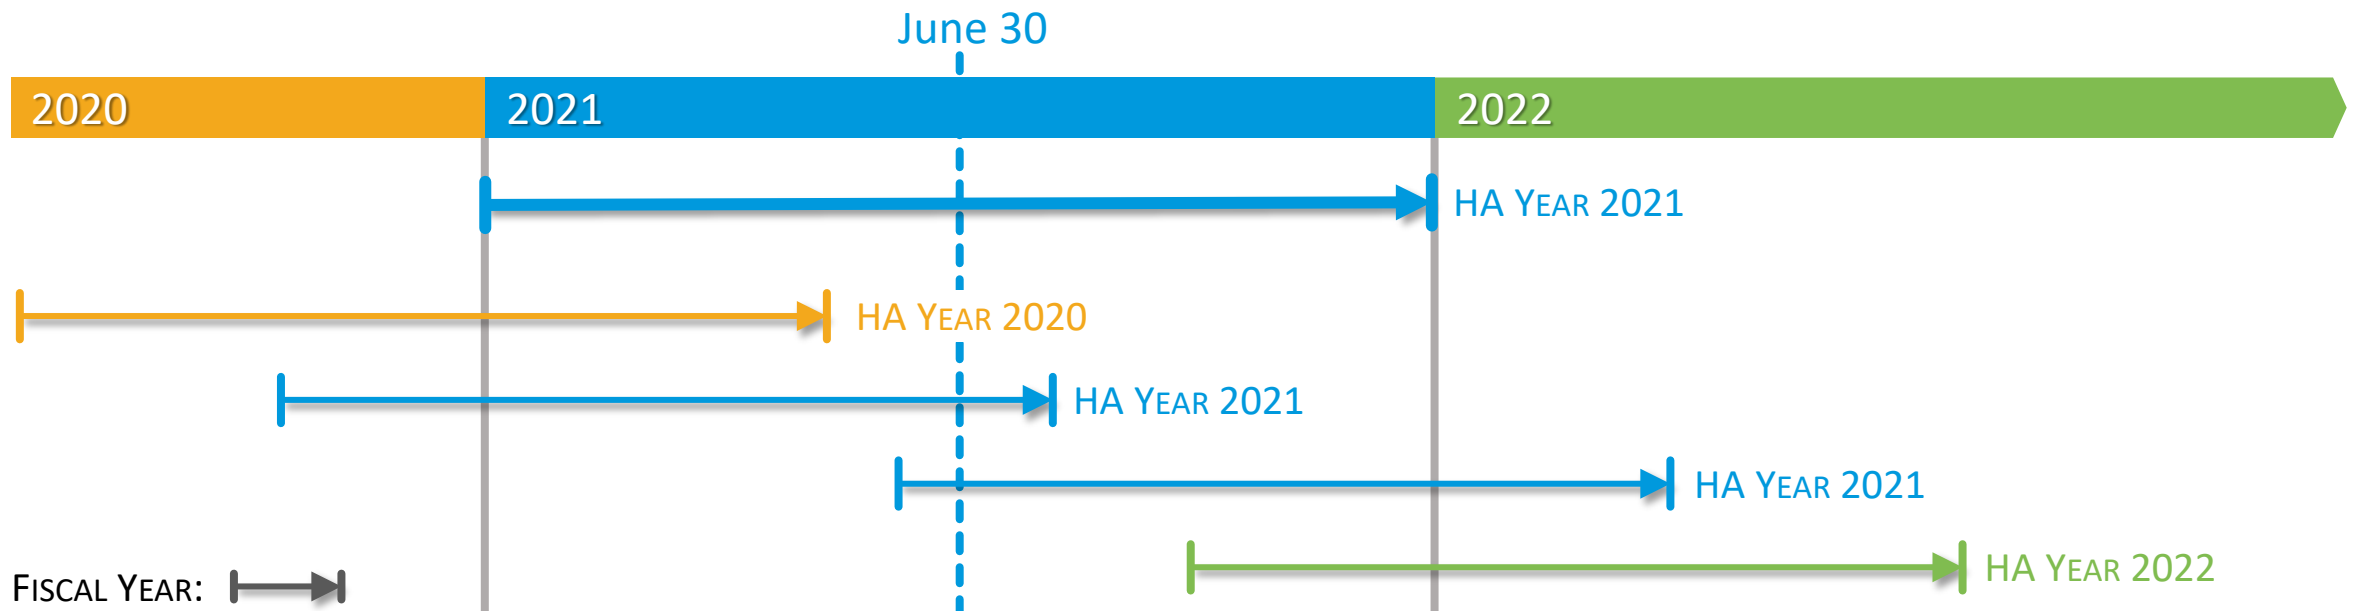 June 30
2020
2021
2022
HA YEAR 2021
HA YEAR 2020
HA YEAR 2021
HA YEAR 2021
HA YEAR 2022
FISCAL YEAR: